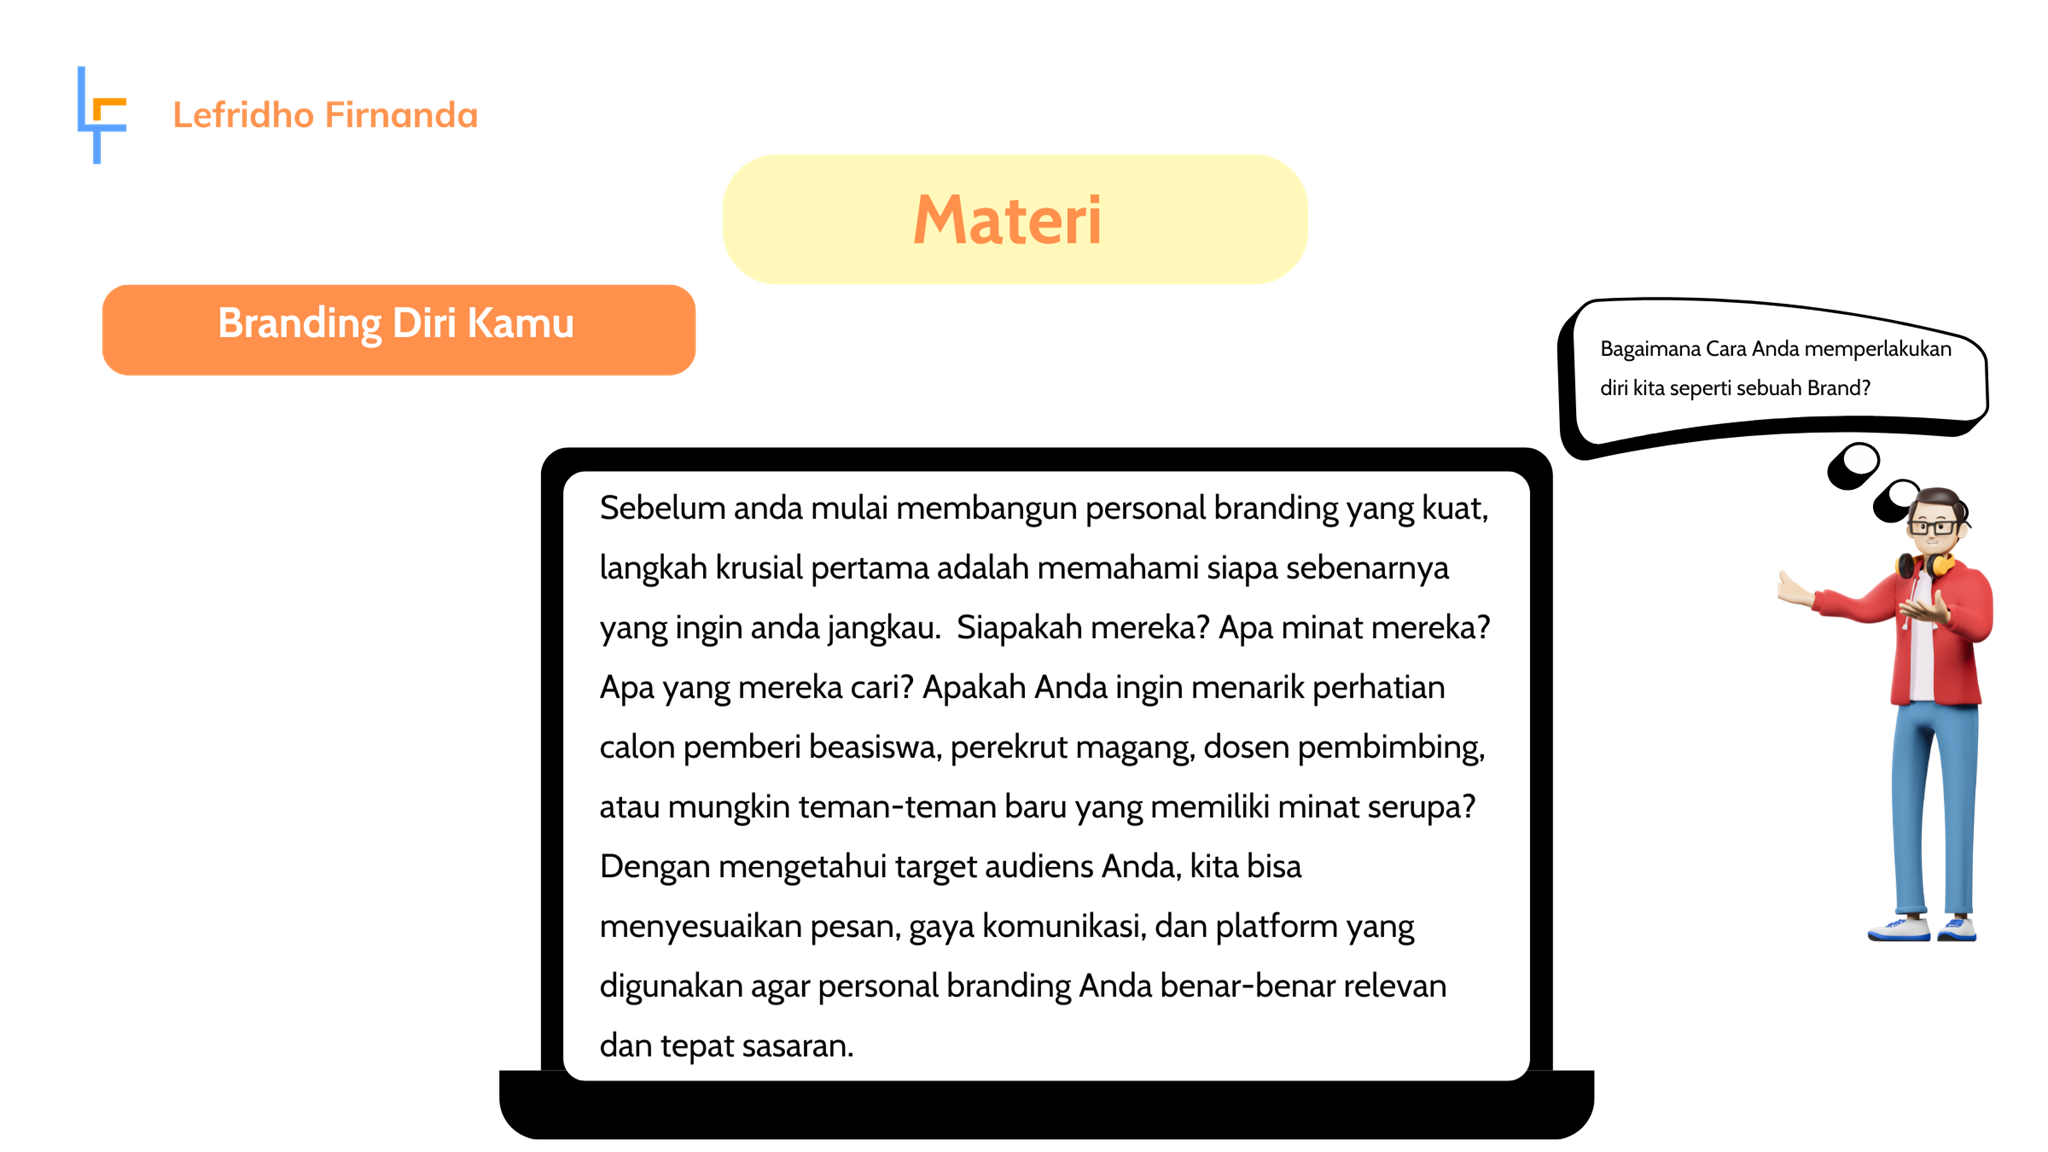 Lefridho Firnanda
Materi
Branding Diri Kamu
Bagaimana Cara Anda memperlakukan
diri kita seperti sebuah Brand?
Sebelum anda mulai membangun personal branding yang kuat,
langkah krusial pertama adalah memahami siapa sebenarnya
yang ingin anda jangkau.  Siapakah mereka? Apa minat mereka?
Apa yang mereka cari? Apakah Anda ingin menarik perhatian
calon pemberi beasiswa, perekrut magang, dosen pembimbing,
atau mungkin teman-teman baru yang memiliki minat serupa?
Dengan mengetahui target audiens Anda, kita bisa
menyesuaikan pesan, gaya komunikasi, dan platform yang
digunakan agar personal branding Anda benar-benar relevan
dan tepat sasaran.